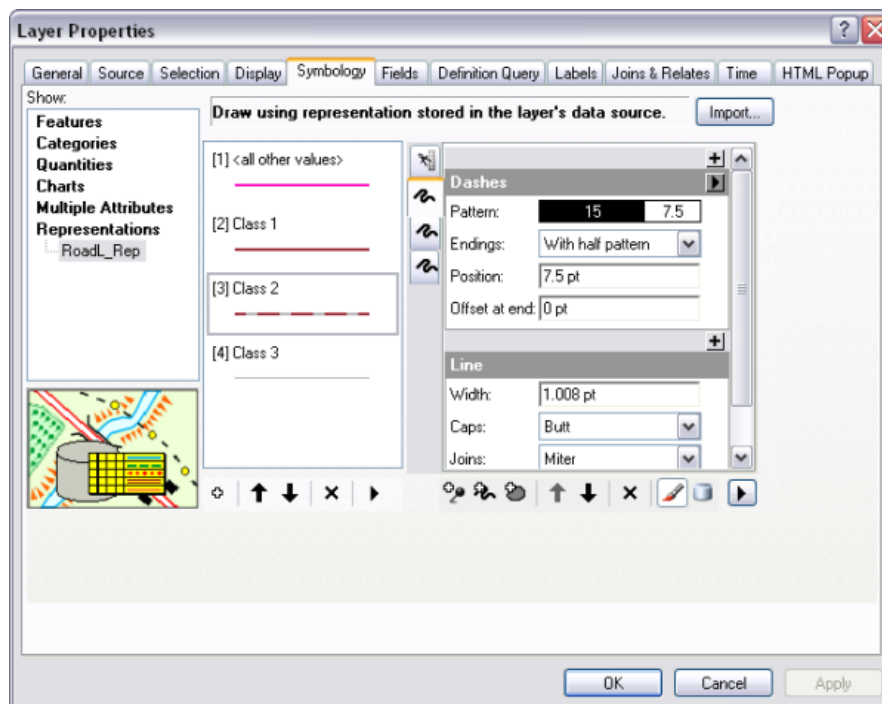 Layer Properties
General Source Selection Display Symbology Fields Definition Query Labels Joins & Relates Time HTML Popup
Show:
Features
Categories
Quantities
Charts
Multiple Attributes
Representations
RoadL_Rep
Draw using representation stored in the layer's data source.
Import...
[1] <all other values>
[2] Class 1
[3] Class 2
[4] Class 3
Dashes
Pattern: 15 7.5
Endings: With half pattern
Position: 7.5 pt
Offset at end: 0 pt
Line
Width: 1.008 pt
Caps: Butt
Joins: Miter
OK Cancel Apply